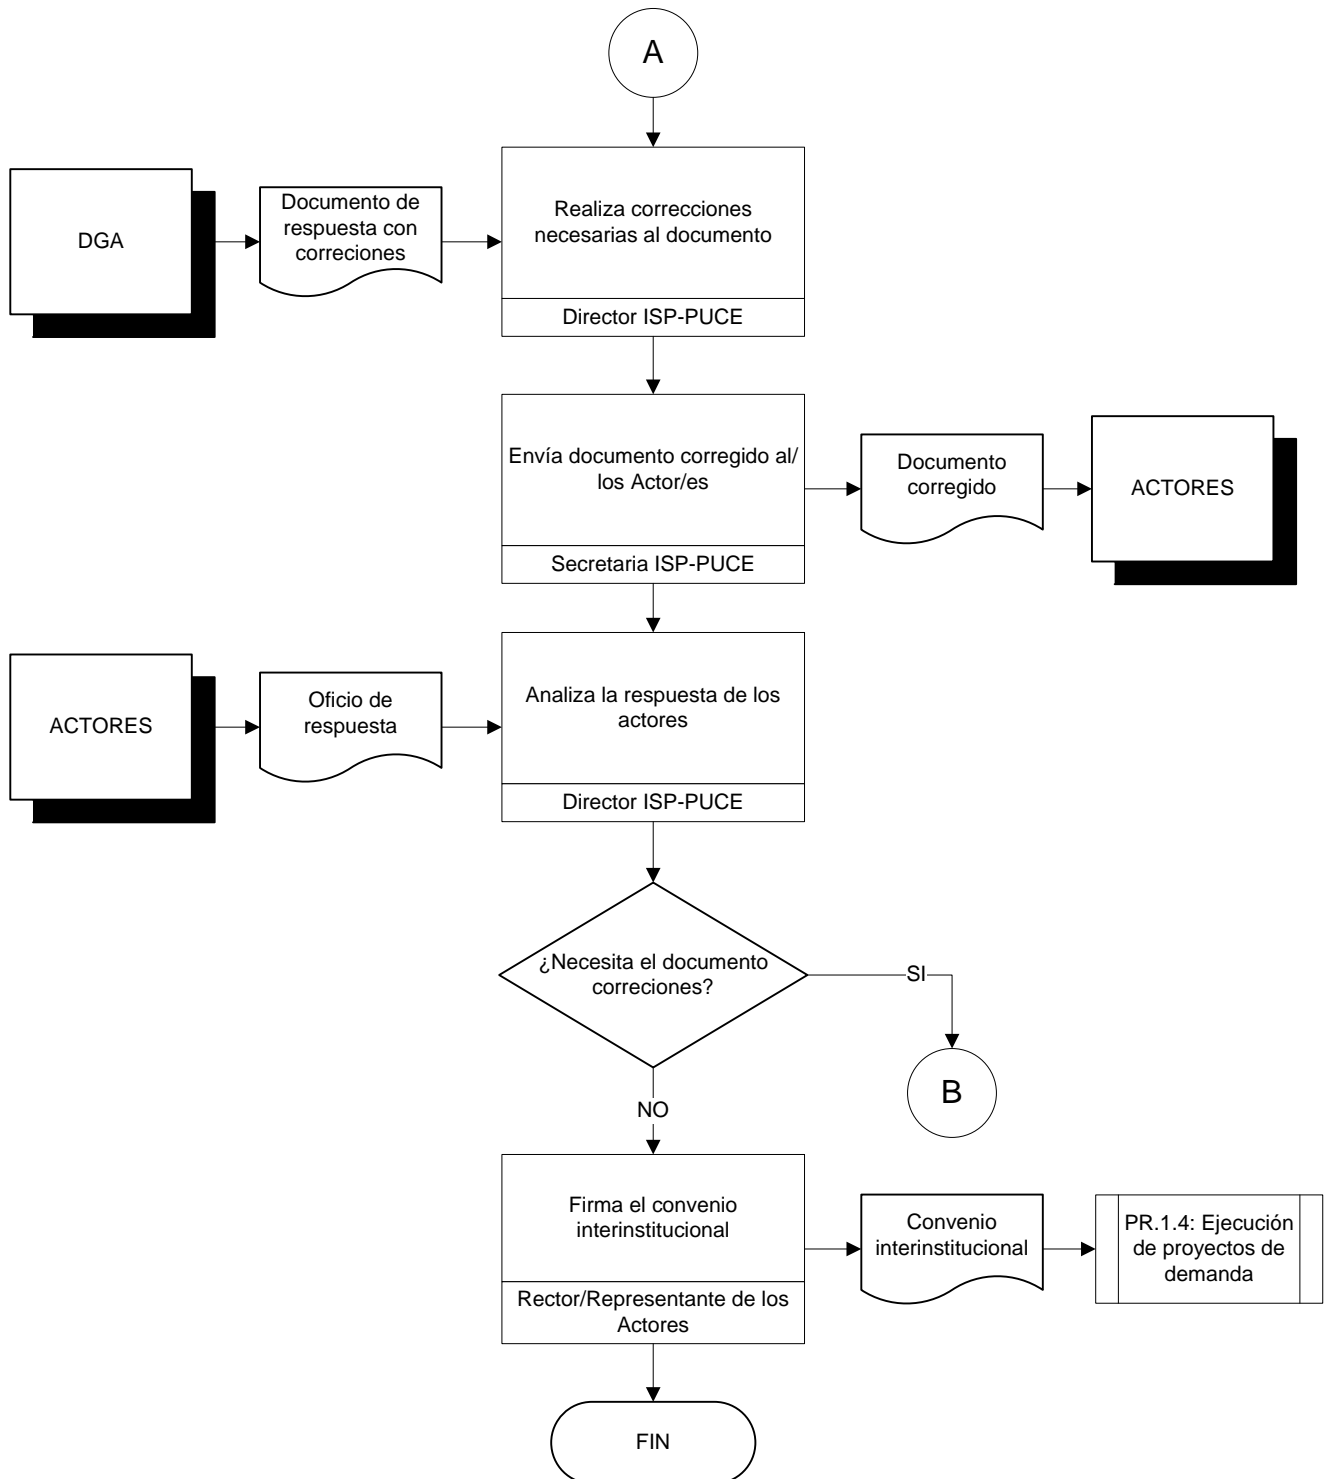 A
DGA
Documento de
respuesta con
correciones
Realiza correcciones
necesarias al documento
Director ISP-PUCE
Envía documento corregido al/
los Actor/es
Secretaria ISP-PUCE
Documento
corregido
ACTORES
ACTORES
Oficio de
respuesta
Analiza la respuesta de los
actores
Director ISP-PUCE
¿Necesita el documento
correciones?
SI
B
NO
Firma el convenio
interinstitucional
Rector/Representante de los
Actores
Convenio
interinstitucional
PR.1.4: Ejecución
de proyectos de
demanda
FIN